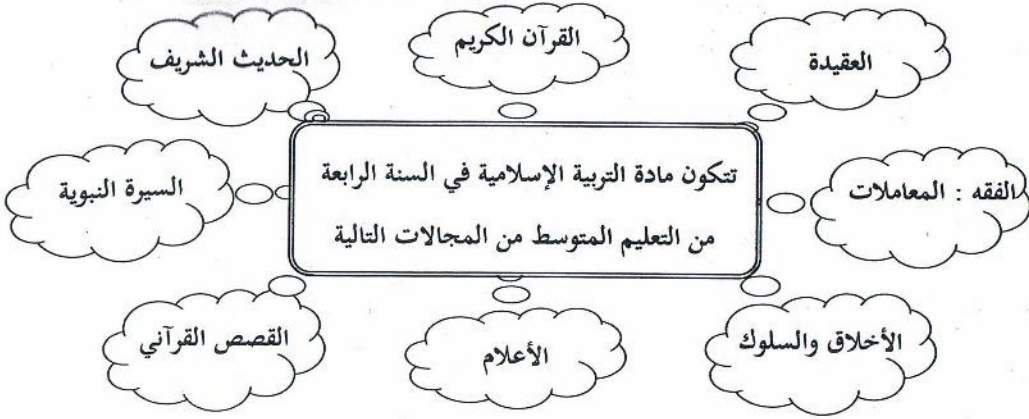 العقيدة
القرآن الكريم
الحديث الشريف
تتكون مادة التربية الإسلامية في السنة الرابعة
من التعليم المتوسط من المجالات التالية
الفقه : المعاملات
السيرة النبوية
الأخلاق والسلوك
الأعلام
القصص القرآني